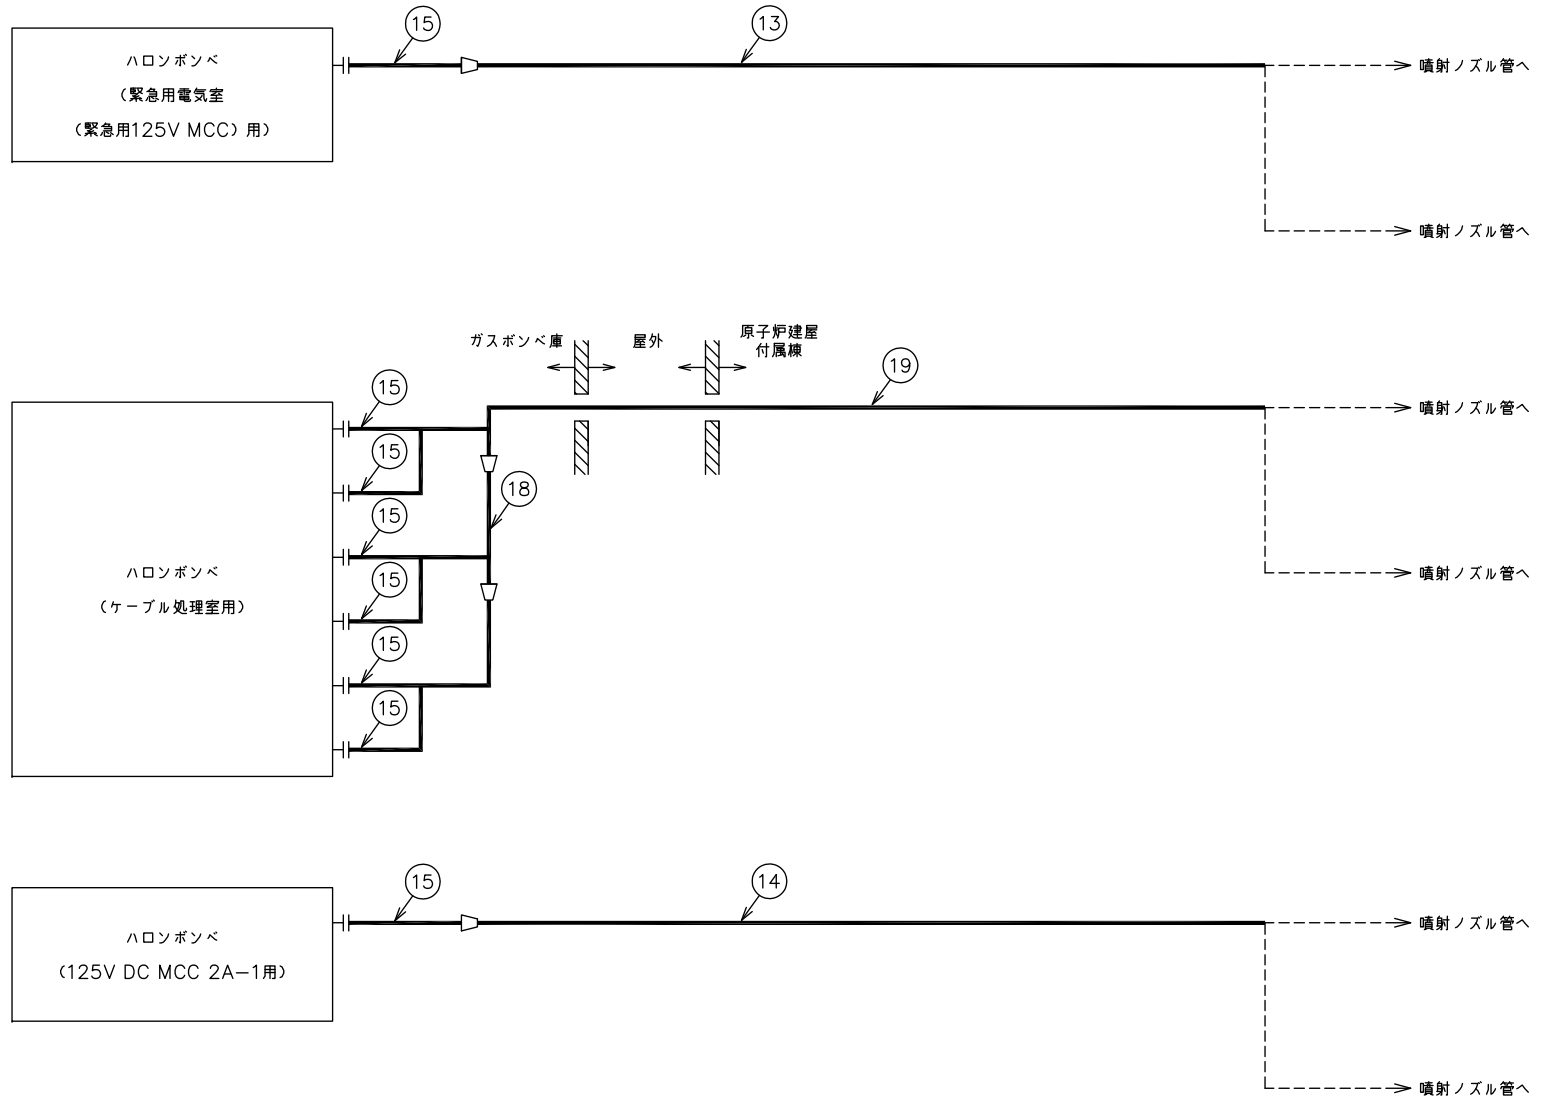 15
13
ハロンボンベ
(緊急用電気室
(緊急用125V MCC) 用)
噴射ノズル管へ
噴射ノズル管へ
ガスボンベ庫
屋外
原子炉建屋
付属棟
19
噴射ノズル管へ
15
15
18
15
15
15
15
ハロンボンベ
(ケーブル処理室用)
噴射ノズル管へ
15
14
ハロンボンベ
(125V DC MCC 2A-1用)
噴射ノズル管へ
噴射ノズル管へ